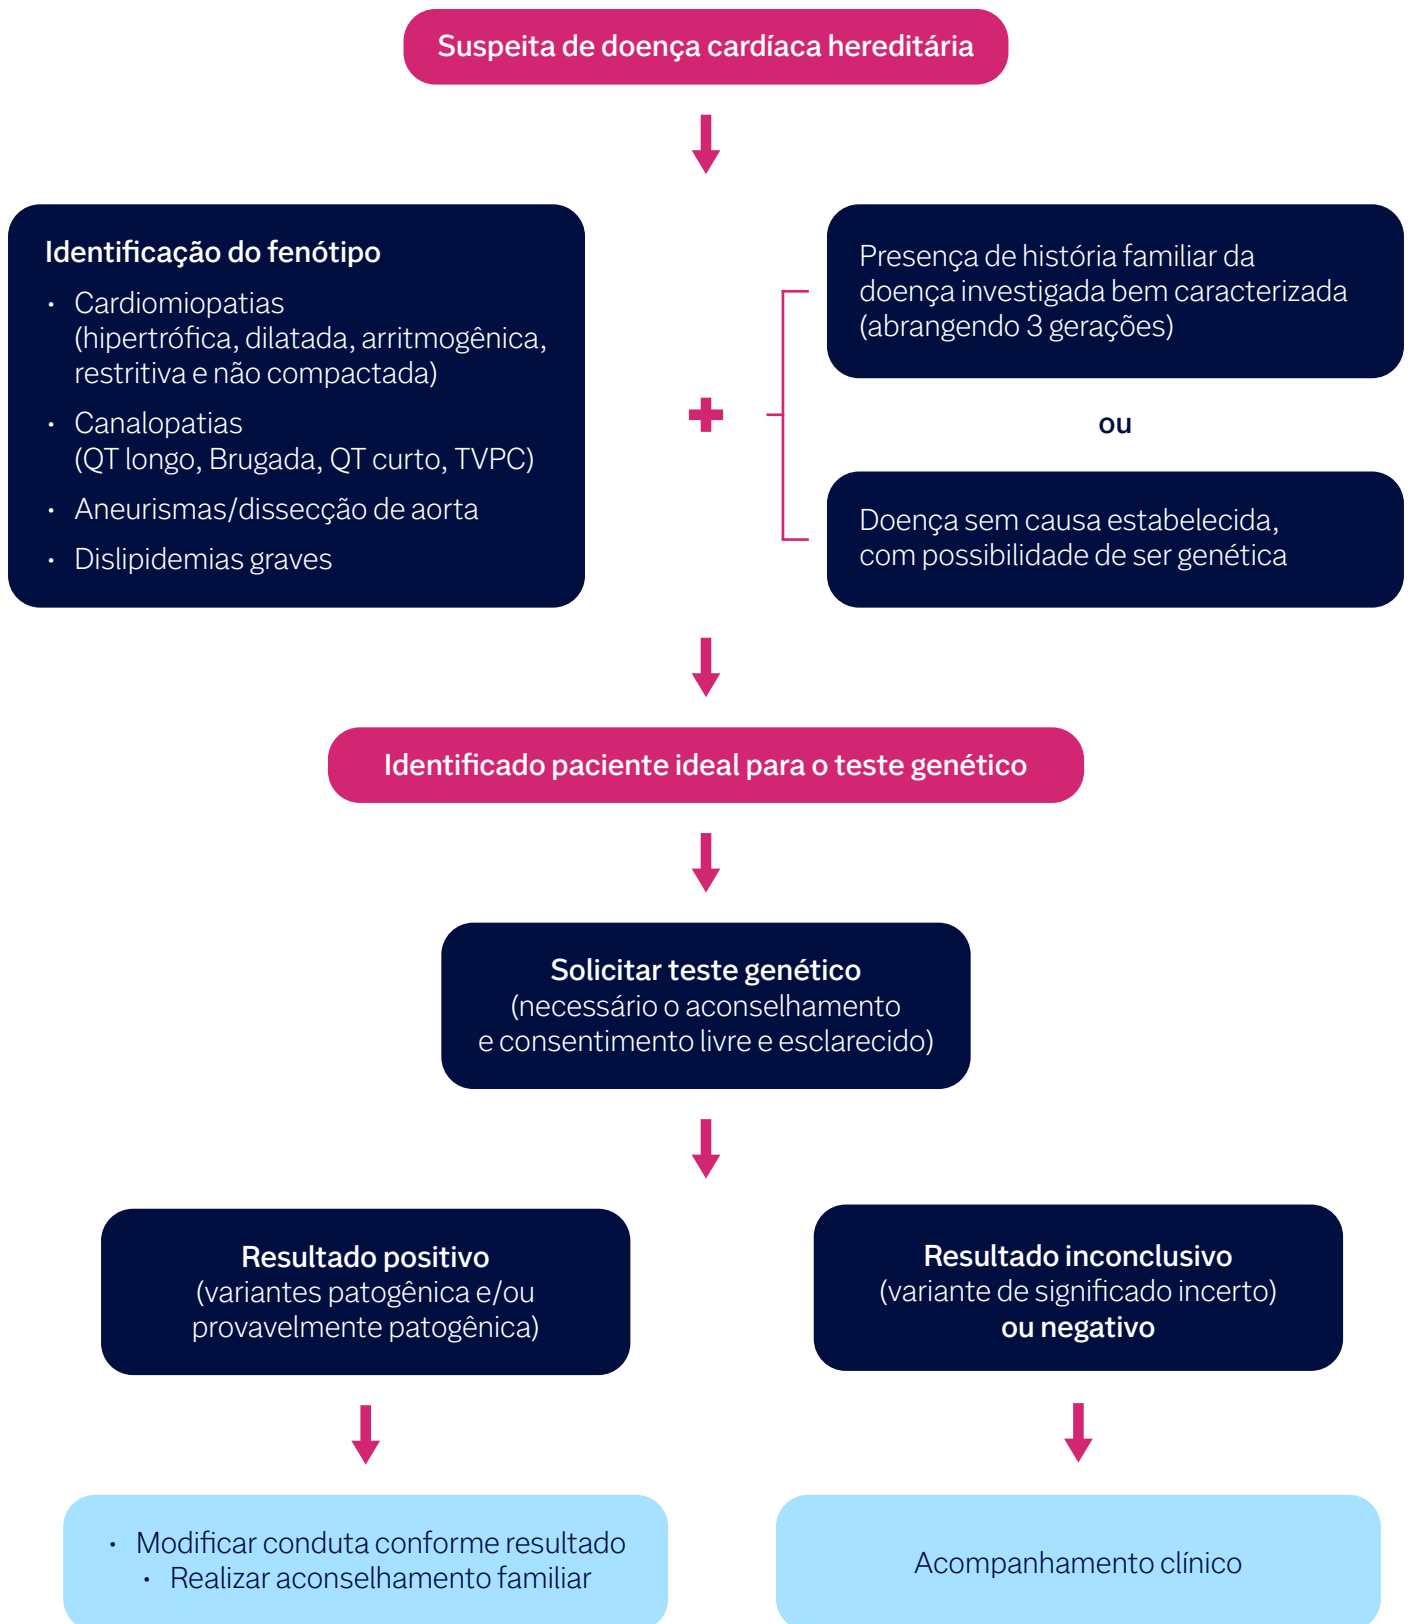 Suspeita de doença cardíaca hereditária
Identificação do fenótipo
• Cardiomiopatias
(hipertrófica, dilatada, arritmogênica,
restritiva e não compactada)
• Canalopatias
(QT longo, Brugada, QT curto, TVPC)
• Aneurismas/dissecção de aorta
• Dislipidemias graves
Presença de história familiar da
doença investigada bem caracterizada
(abrangendo 3 gerações)
ou
Doença sem causa estabelecida,
com possibilidade de ser genética
Identificado paciente ideal para o teste genético
Solicitar teste genético
(necessário o aconselhamento
e consentimento livre e esclarecido)
Resultado positivo
(variantes patogênica e/ou
provavelmente patogênica)
Resultado inconclusivo
(variante de significado incerto)
ou negativo
• Modificar conduta conforme resultado
• Realizar aconselhamento familiar
Acompanhamento clínico